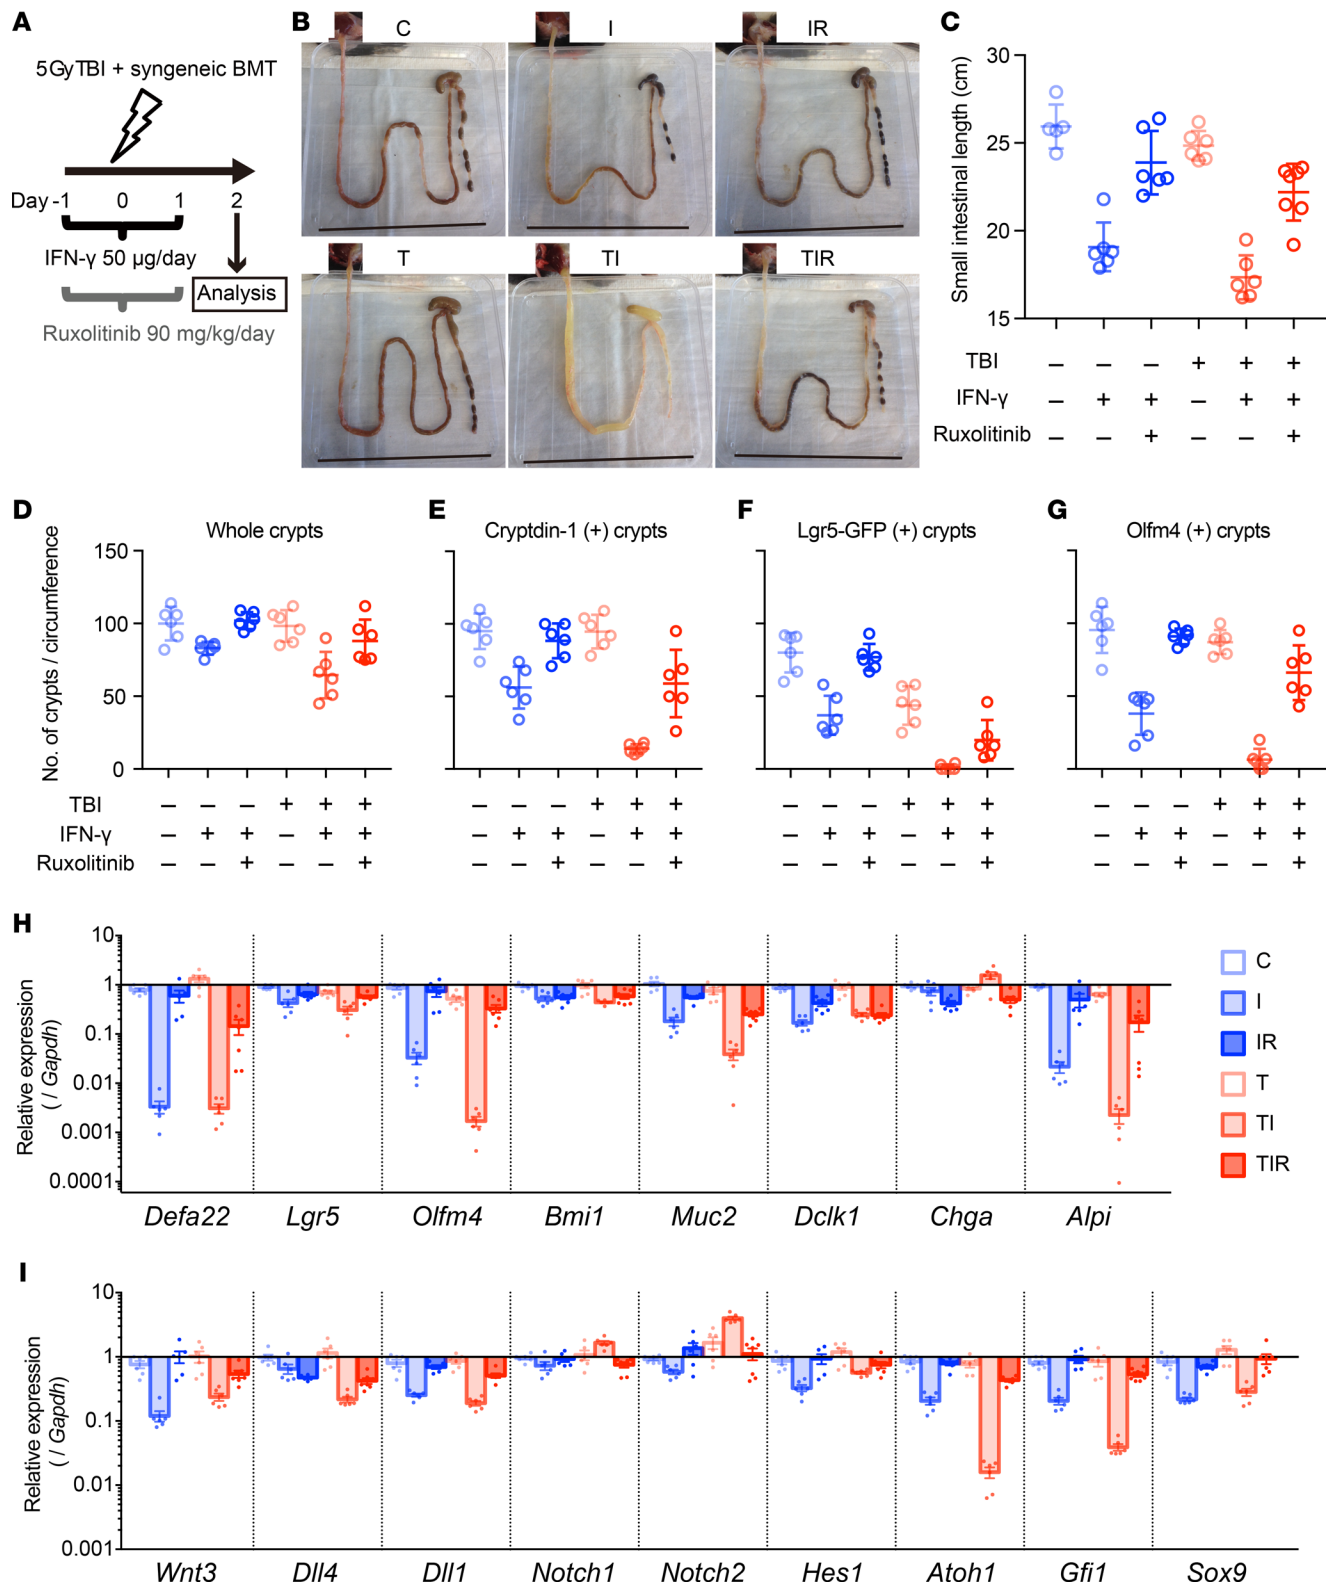 A
5GyTBI + syngeneic BMT
Day -1 0 1 2
IFN-γ 50 µg/day
Analysis
Ruxolitinib 90 mg/kg/day
B
C I IR
T TI TIR
C
Small intestinal length (cm)
30
25
20
15
TBI – – – + + +
IFN-γ – + + – + +
Ruxolitinib – – + – – +
D
Whole crypts
No. of crypts / circumference
150
100
50
0
TBI – – – + + +
IFN-γ – + + – + +
Ruxolitinib – – + – – +
E
Cryptdin-1 (+) crypts
– – – + + +
– + + – + +
– – + – – +
F
Lgr5-GFP (+) crypts
– – – + + +
– + + – + +
– – + – – +
G
Olfm4 (+) crypts
– – – + + +
– + + – + +
– – + – – +
H
Relative expression
( / Gapdh)
10
1
0.1
0.01
0.001
0.0001
Defa22 Lgr5 Olfm4 Bmi1 Muc2 Dclk1 Chga Alpi
C
I
IR
T
TI
TIR
I
Relative expression
( / Gapdh)
10
1
0.1
0.01
0.001
Wnt3 Dll4 Dll1 Notch1 Notch2 Hes1 Atoh1 Gfi1 Sox9